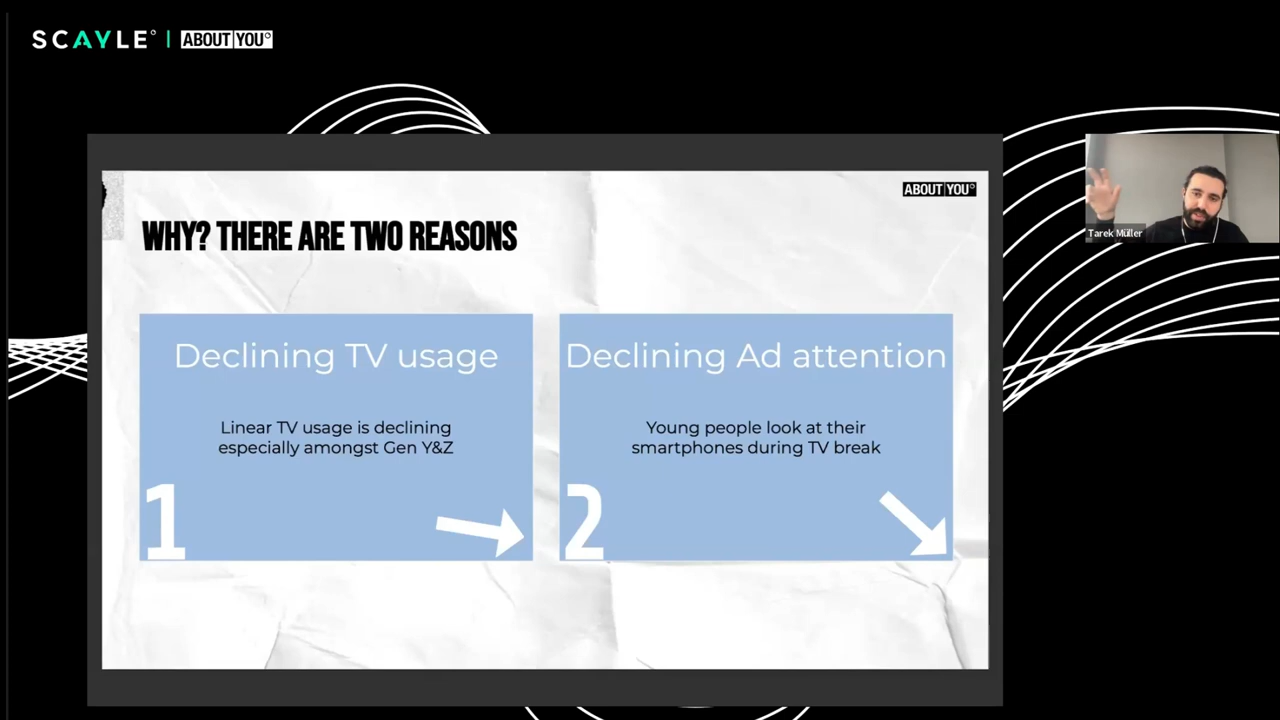 SCAYLE° | ABOUT YOU°
ABOUT YOU°
WHY? THERE ARE TWO REASONS
Declining TV usage
Linear TV usage is declining
especially amongst Gen Y&Z
1
Declining Ad attention
Young people look at their
smartphones during TV break
2
Tarek Müller